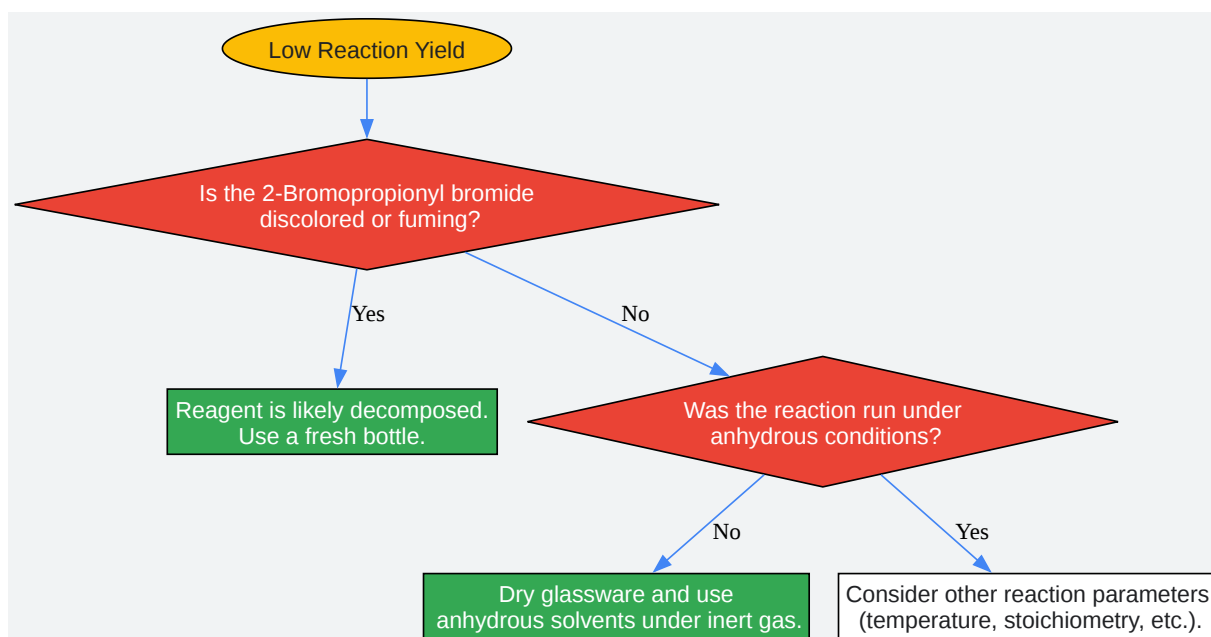 Low Reaction Yield
Is the 2-Bromopropionyl bromide
discolored or fuming?
Yes
No
Reagent is likely decomposed.
Use a fresh bottle.
Was the reaction run under
anhydrous conditions?
No
Yes
Dry glassware and use
anhydrous solvents under inert gas.
Consider other reaction parameters
(temperature, stoichiometry, etc.).